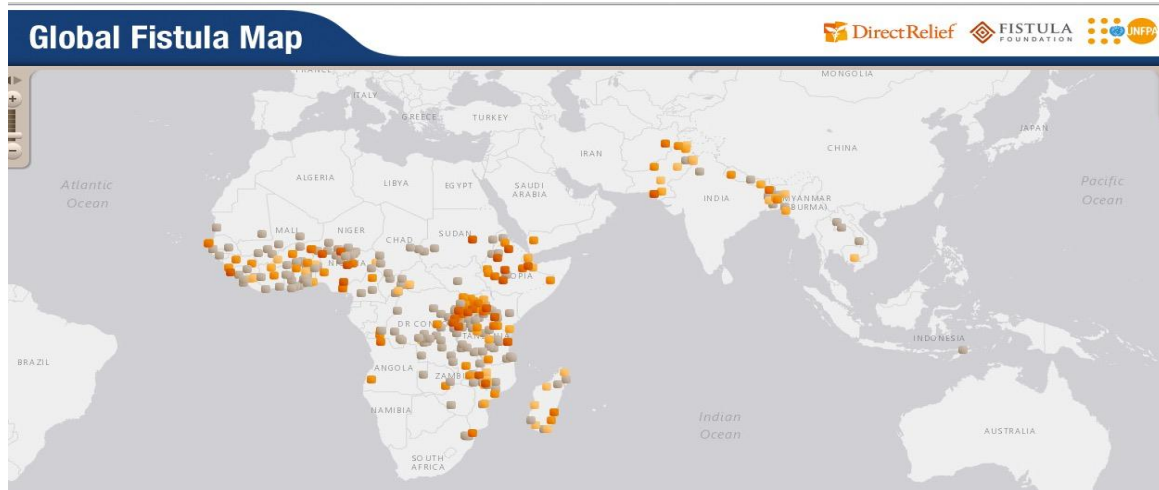 Global Fistula Map
DirectRelief
FISTULA
FOUNDATION
UNFPA
MONGOLIA
ITALY
GREECE
TURKEY
JAPAN
IRAN
CHINA
ALGERIA
LIBYA
EGYPT
SAUDI
ARABIA
Atlantic
Ocean
Pacific
Ocean
INDIA
MYANMAR
(BURMA)
MALI
NIGER
CHAD
SUDAN
DR CON
INDONESIA
BRAZIL
ANGOLA
ZAMBI
NAMIBIA
Indian
Ocean
AUSTRALIA
SOUTH
AFRICA